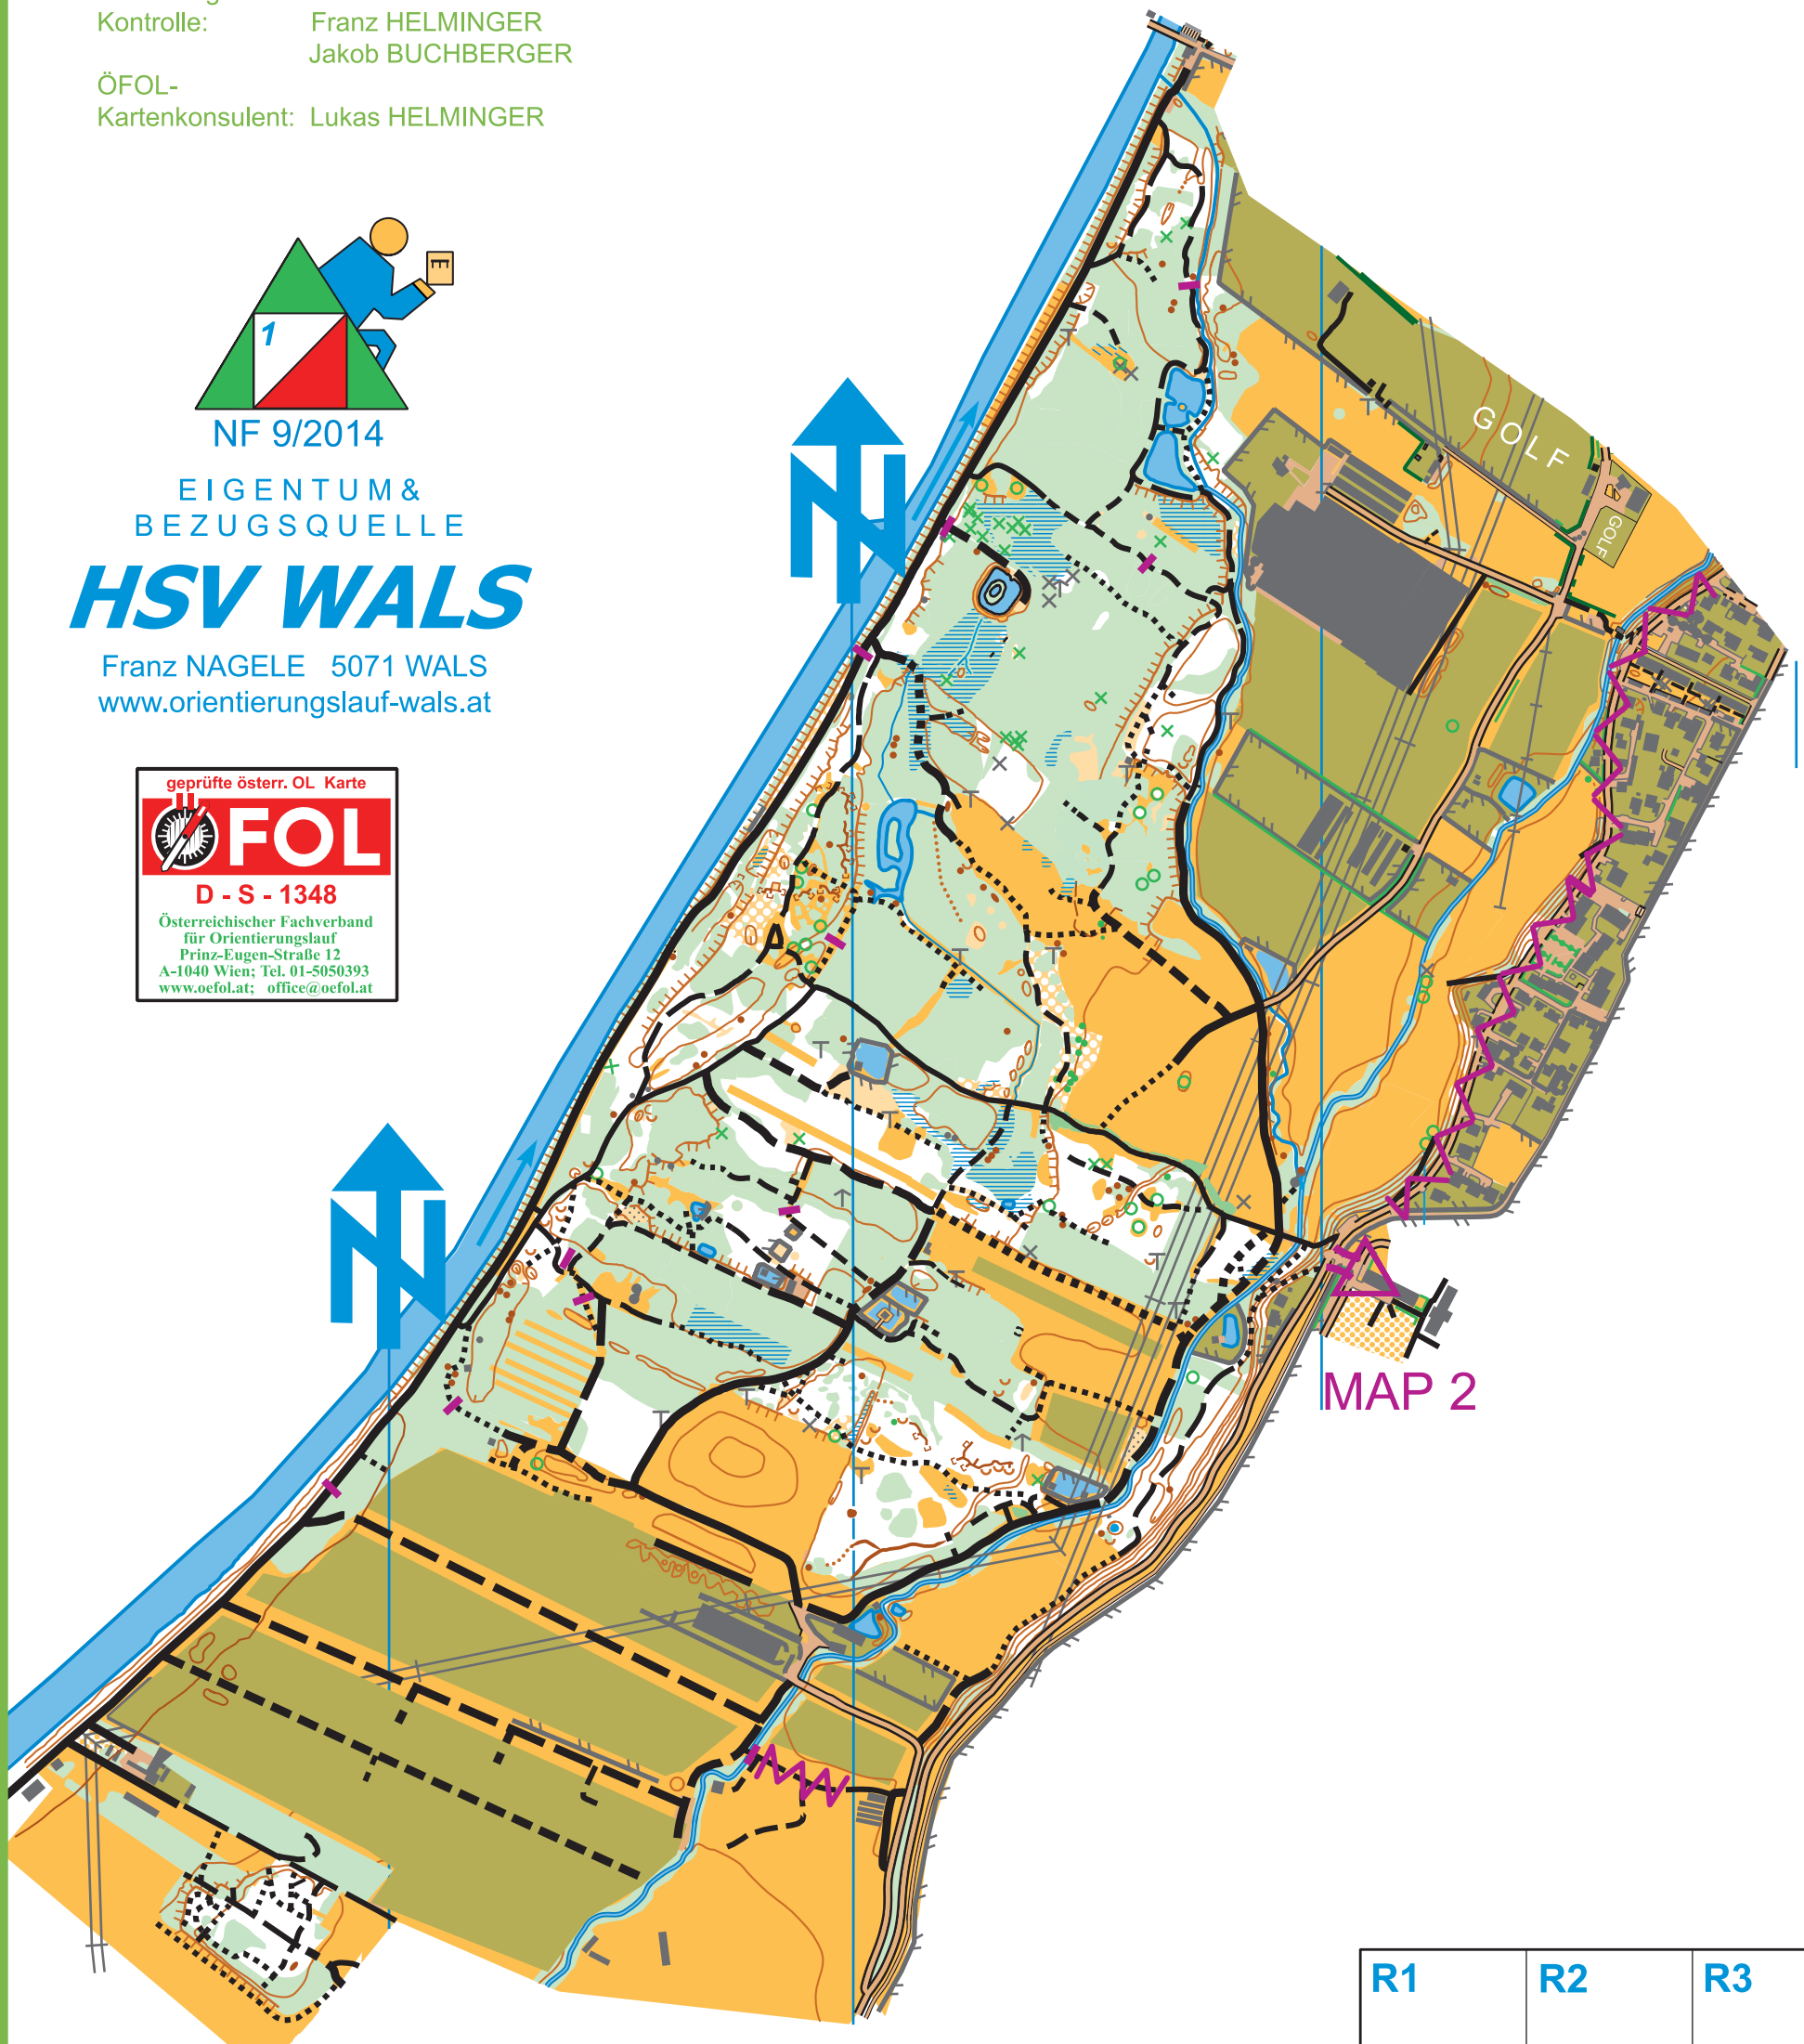 Kontrolle: Franz HELMINGER
Jakob BUCHBERGER
ÖFOL-
Kartenkonsulent: Lukas HELMINGER
1
NF 9/2014
EIGENTUM &
BEZUGSQUELLE
HSV WALS
Franz NAGELE 5071 WALS
www.orientierungslauf-wals.at
geprüfte österr. OL Karte
ÖFOL
D - S - 1348
Österreichischer Fachverband
für Orientierungslauf
Prinz-Eugen-Straße 12
A-1040 Wien; Tel. 01-5050393
www.oefol.at; office@oefol.at
N
N
GOLF
GOLF
MAP 2
R1 R2 R3